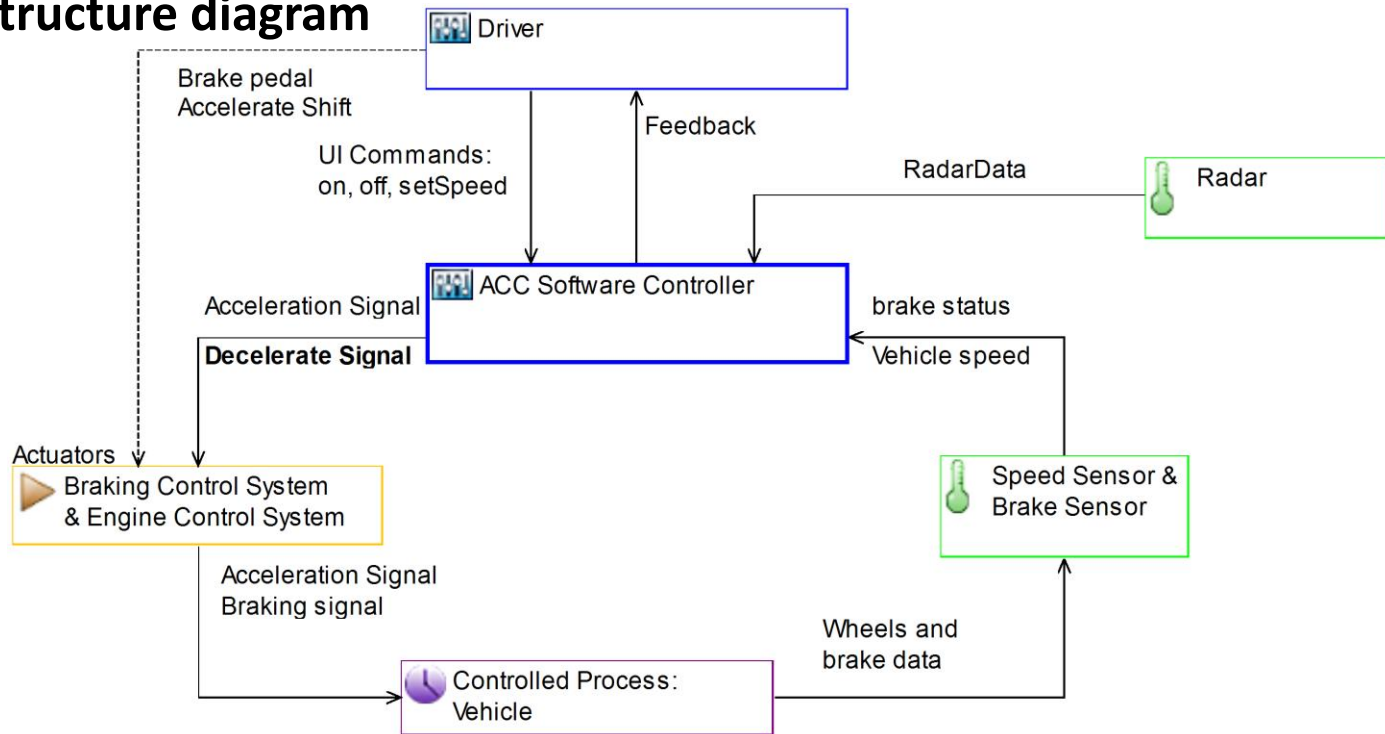 tructure diagram
Driver
Brake pedal
Accelerate Shift
Feedback
UI Commands:
on, off, setSpeed
RadarData
Radar
ACC Software Controller
Acceleration Signal
Decelerate Signal
brake status
Vehicle speed
Actuators
Braking Control System
& Engine Control System
Speed Sensor &
Brake Sensor
Acceleration Signal
Braking signal
Wheels and
brake data
Controlled Process:
Vehicle